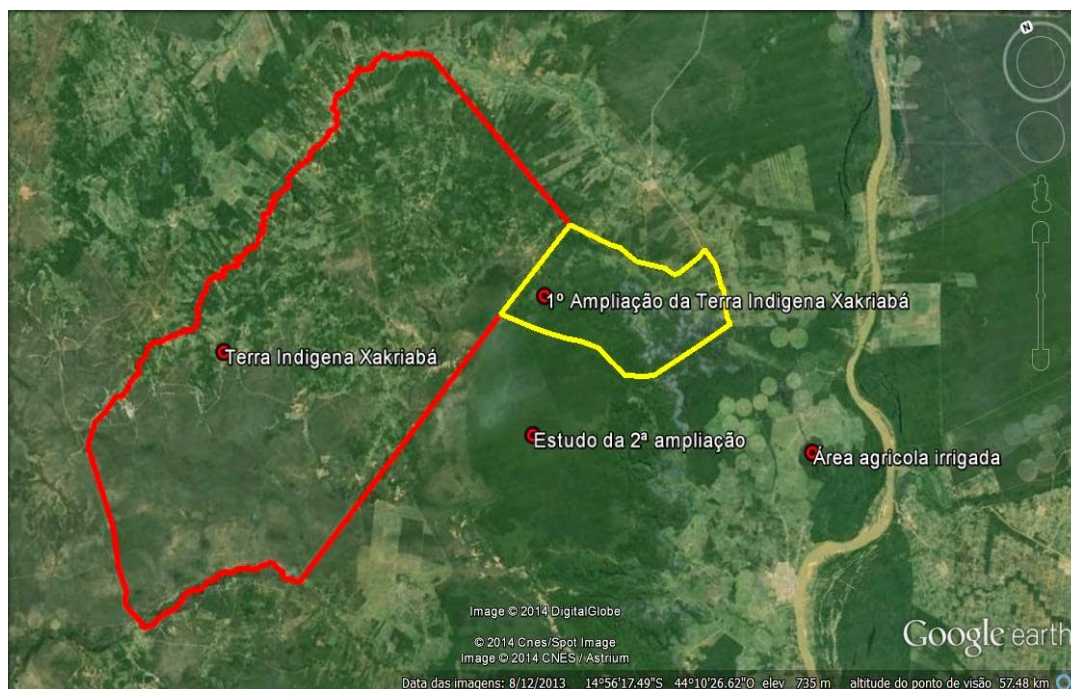 N
1º Ampliação da Terra Indigena Xakriabá
Terra Indigena Xakriabá
Estudo da 2ª ampliação
Área agricola irrigada
Image © 2014 DigitalGlobe
© 2014 Cnes/Spot Image
Image © 2014 CNES / Astrium
Google earth
Data das imagens: 8/12/2013 14°56'17.49"S 44°10'26.62"O elev 735 m altitude do ponto de visão 57.48 km